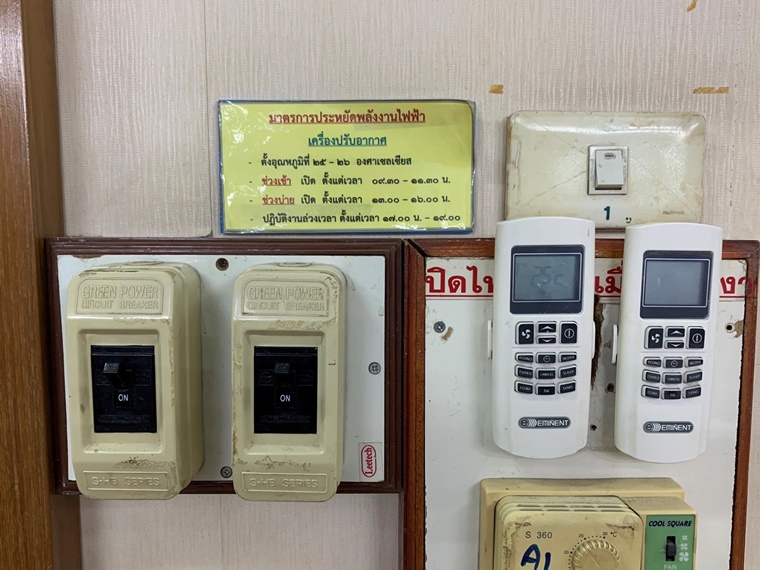 มาตรการประหยัดพลังงานไฟฟ้า
เครื่องปรับอากาศ
- ตั้งอุณหภูมิที่ ๒๕ – ๒๖ องศาเซลเซียส
- ช่วงเช้า เปิด ตั้งแต่เวลา ๐๙.๓๐ – ๑๑.๓๐ น.
- ช่วงบ่าย เปิด ตั้งแต่เวลา ๑๓.๐๐ – ๑๖.๐๐ น.
- ปฏิบัติงานล่วงเวลา ตั้งแต่เวลา ๑๗.๐๐ น. – ๑๙.๐๐
1
GREEN POWER
CIRCUIT BREAKER
ON
G-HB SERIES
GREEN POWER
CIRCUIT BREAKER
ON
G-HB SERIES
Leetech
EMINENT
EMINENT
S 360
A1
COOL SQUARE
FAN